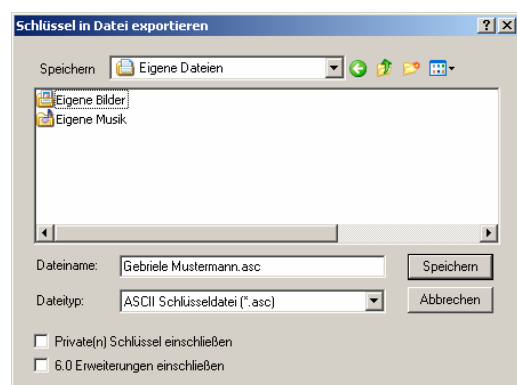 Schlüssel in Datei exportieren
Speichern Eigene Dateien
Eigene Bilder
Eigene Musik
Dateiname: Gebriele Mustermann.asc Speichern
Dateityp: ASCII Schlüsseldatei (*.asc) Abbrechen
Private(n) Schlüssel einschließen
6.0 Erweiterungen einschließen